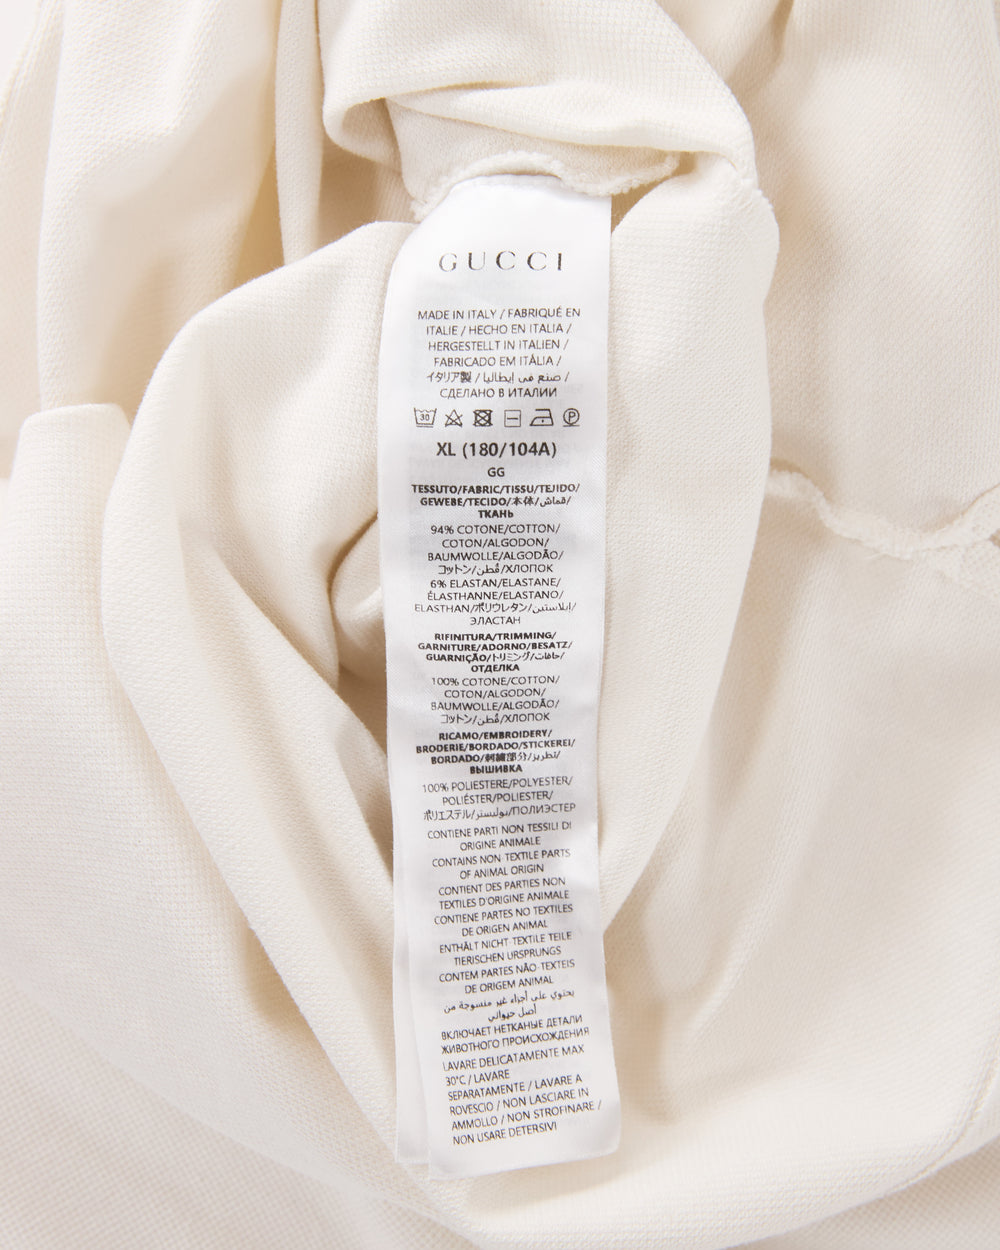 GUCCI
MADE IN ITALY / FABRIQUÉ EN
ITALIE / HECHO EN ITALIA /
HERGESTELLT IN ITALIEN /
FABRICADO EM ITÁLIA /
イタリア製 / صنع في إيطاليا /
СДЕЛАНО В ИТАЛИИ
30 P
XL (180/104A)
GG
TESSUTO/FABRIC/TISSU/TEJIDO/
GEWEBE/TECIDO/本体/قماش/
ТКАНЬ
94% COTONE/COTTON/
COTON/ALGODON/
BAUMWOLLE/ALGODÃO/
コットン/قُطن/ХЛОПОК
6% ELASTAN/ELASTANE/
ÉLASTHANNE/ELASTANO/
ELASTHAN/ポリウレタン/إيلاستين/
ЭЛАСТАН
RIFINITURA/TRIMMING/
GARNITURE/ADORNO/BESATZ/
GUARNIÇÃO/トリミング/حافات/
ОТДЕЛКА
100% COTONE/COTTON/
COTON/ALGODON/
BAUMWOLLE/ALGODÃO/
コットン/قُطن/ХЛОПОК
RICAMO/EMBROIDERY/
BRODERIE/BORDADO/STICKEREI/
BORDADO/刺繍部分/تطريز/
ВЫШИВКА
100% POLIESTERE/POLYESTER/
POLIÉSTER/POLIESTER/
ポリエステル/بوليستر/ПОЛИЭСТЕР
CONTIENE PARTI NON TESSILI DI
ORIGINE ANIMALE
CONTAINS NON TEXTILE PARTS
OF ANIMAL ORIGIN
CONTIENT DES PARTIES NON
TEXTILES D'ORIGINE ANIMALE
CONTIENE PARTES NO TEXTILES
DE ORIGEN ANIMAL
ENTHÄLT NICHT TEXTILE TEILE
TIERISCHEN URSPRUNGS
CONTEM PARTES NÃO-TEXTEIS
DE ORIGEM ANIMAL
يحتوي على أجزاء غير منسوجة من
أصل حيواني
ВКЛЮЧАЕТ НЕТКАНЫЕ ДЕТАЛИ
ЖИВОТНОГО ПРОИСХОЖДЕНИЯ
LAVARE DELICATAMENTE MAX
30°C / LAVARE
SEPARATAMENTE / LAVARE A
ROVESCIO / NON LASCIARE IN
AMMOLLO / NON STROFINARE /
NON USARE DETERSIVI